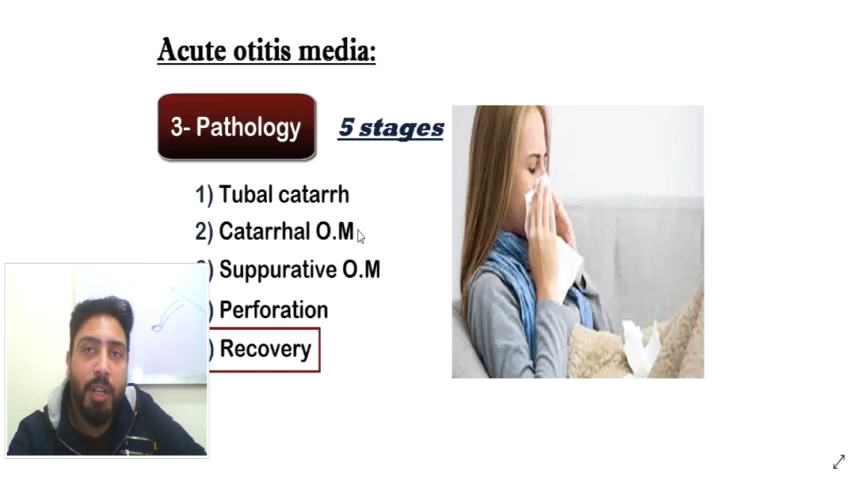 Acute otitis media:
3- Pathology
5 stages
1) Tubal catarrh
2) Catarrhal O.M
) Suppurative O.M
) Perforation
) Recovery